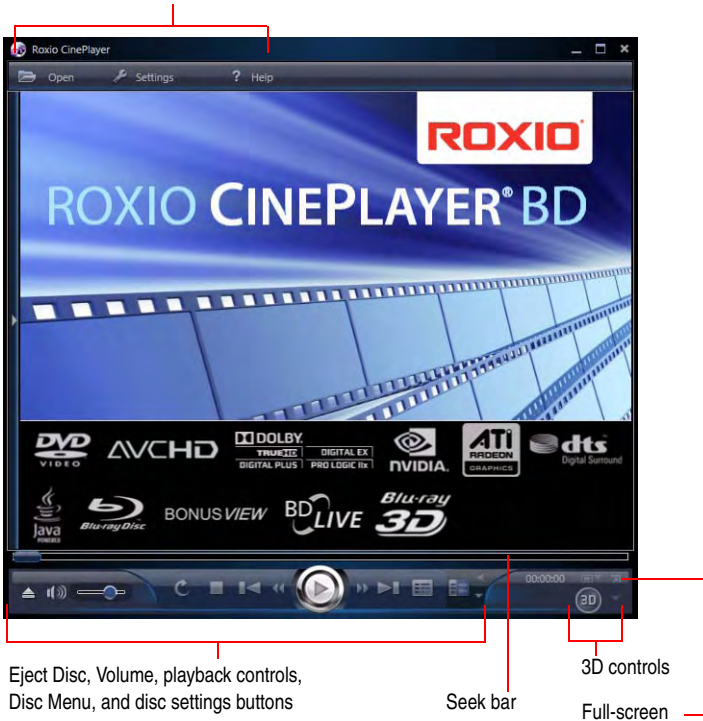 Roxio CinePlayer
Open Settings ? Help
ROXIO
ROXIO CINEPLAYER® BD
DVD VIDEO
AVCHD
DOLBY
TRUEHD
DIGITAL PLUS
DIGITAL EX
PRO LOGIC IIx
NVIDIA.
ATI RADEON GRAPHICS
dts Digital Surround
Java POWERED
Blu-ray Disc
BONUSVIEW
BD LIVE
Blu-ray 3D
00:00:00
3D
Eject Disc, Volume, playback controls,
Disc Menu, and disc settings buttons
Seek bar
3D controls
Full-screen